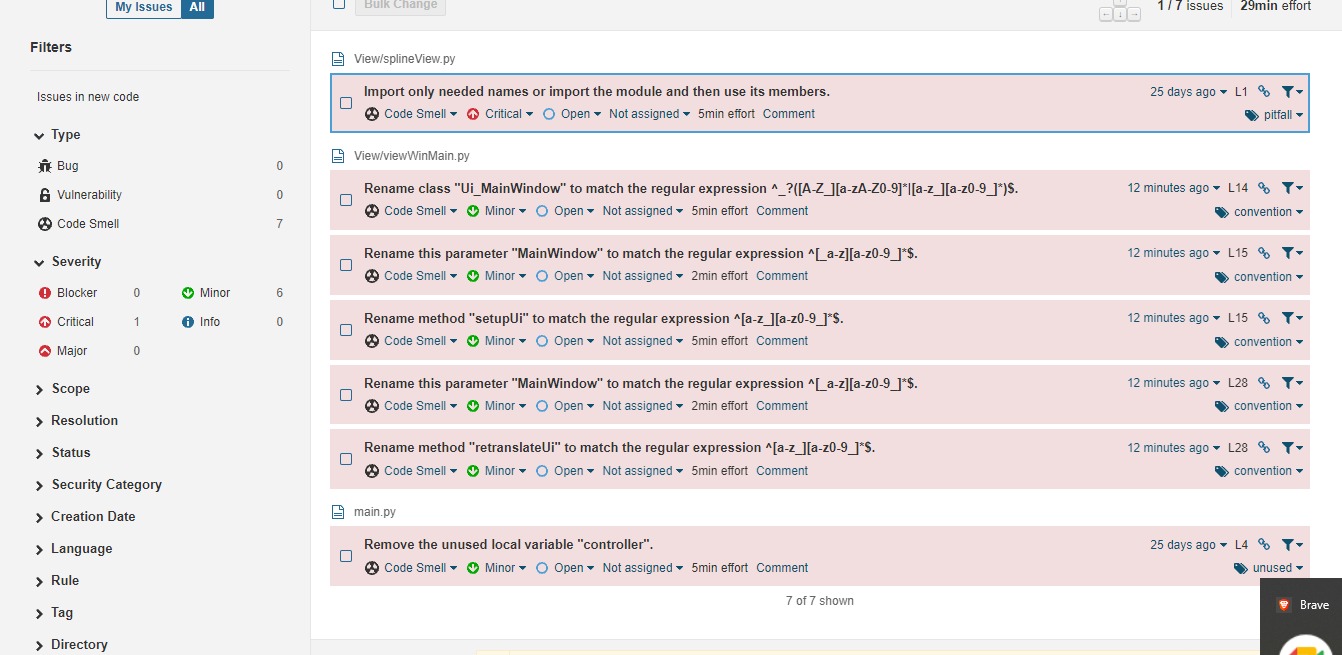 My Issues All
Bulk Change
1 / 7 issues 29min effort
Filters
Issues in new code
Type
Bug 0
Vulnerability 0
Code Smell 7
Severity
Blocker 0 Minor 6
Critical 1 Info 0
Major 0
Scope
Resolution
Status
Security Category
Creation Date
Language
Rule
Tag
Directory
View/splineView.py
Import only needed names or import the module and then use its members. 25 days ago L1
Code Smell Critical Open Not assigned 5min effort Comment pitfall
View/viewWinMain.py
Rename class "Ui_MainWindow" to match the regular expression ^_?([A-Z_][a-zA-Z0-9]*|[a-z_][a-z0-9_]*)$. 12 minutes ago L14
Code Smell Minor Open Not assigned 5min effort Comment convention
Rename this parameter "MainWindow" to match the regular expression ^[_a-z][a-z0-9_]*$. 12 minutes ago L15
Code Smell Minor Open Not assigned 2min effort Comment convention
Rename method "setupUi" to match the regular expression ^[a-z_][a-z0-9_]*$. 12 minutes ago L15
Code Smell Minor Open Not assigned 5min effort Comment convention
Rename this parameter "MainWindow" to match the regular expression ^[_a-z][a-z0-9_]*$. 12 minutes ago L28
Code Smell Minor Open Not assigned 2min effort Comment convention
Rename method "retranslateUi" to match the regular expression ^[a-z_][a-z0-9_]*$. 12 minutes ago L28
Code Smell Minor Open Not assigned 5min effort Comment convention
main.py
Remove the unused local variable "controller". 25 days ago L4
Code Smell Minor Open Not assigned 5min effort Comment unused
7 of 7 shown
Brave